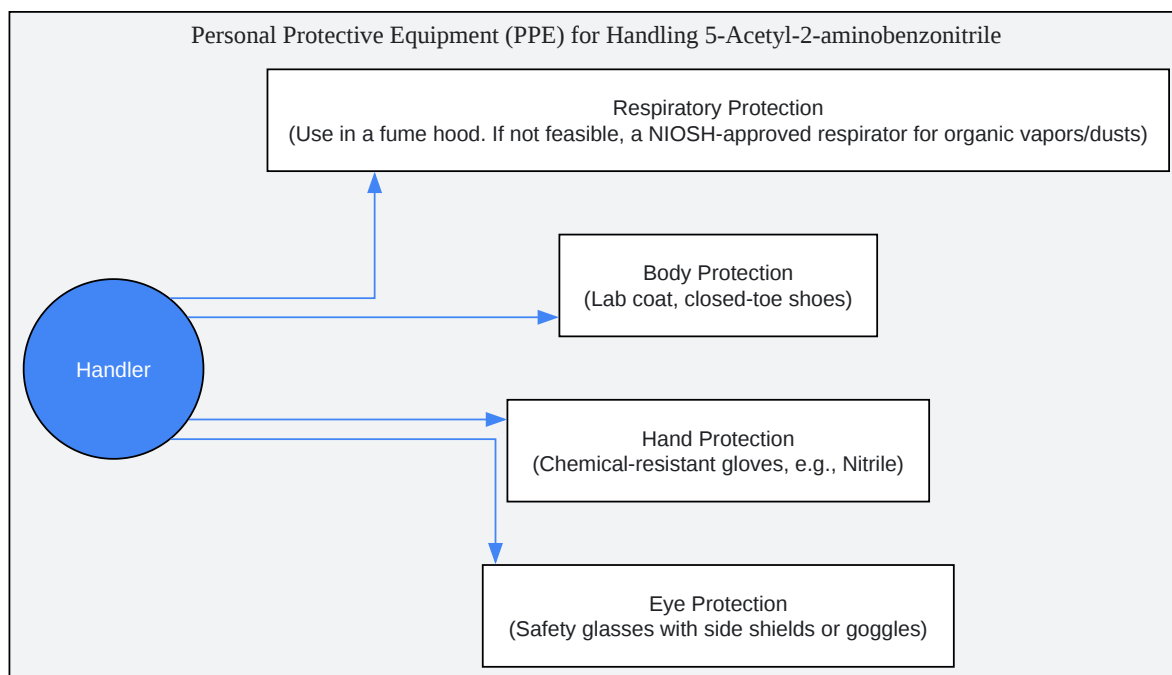 Personal Protective Equipment (PPE) for Handling 5-Acetyl-2-aminobenzonitrile
Respiratory Protection
(Use in a fume hood. If not feasible, a NIOSH-approved respirator for organic vapors/dusts)
Body Protection
(Lab coat, closed-toe shoes)
Handler
Hand Protection
(Chemical-resistant gloves, e.g., Nitrile)
Eye Protection
(Safety glasses with side shields or goggles)